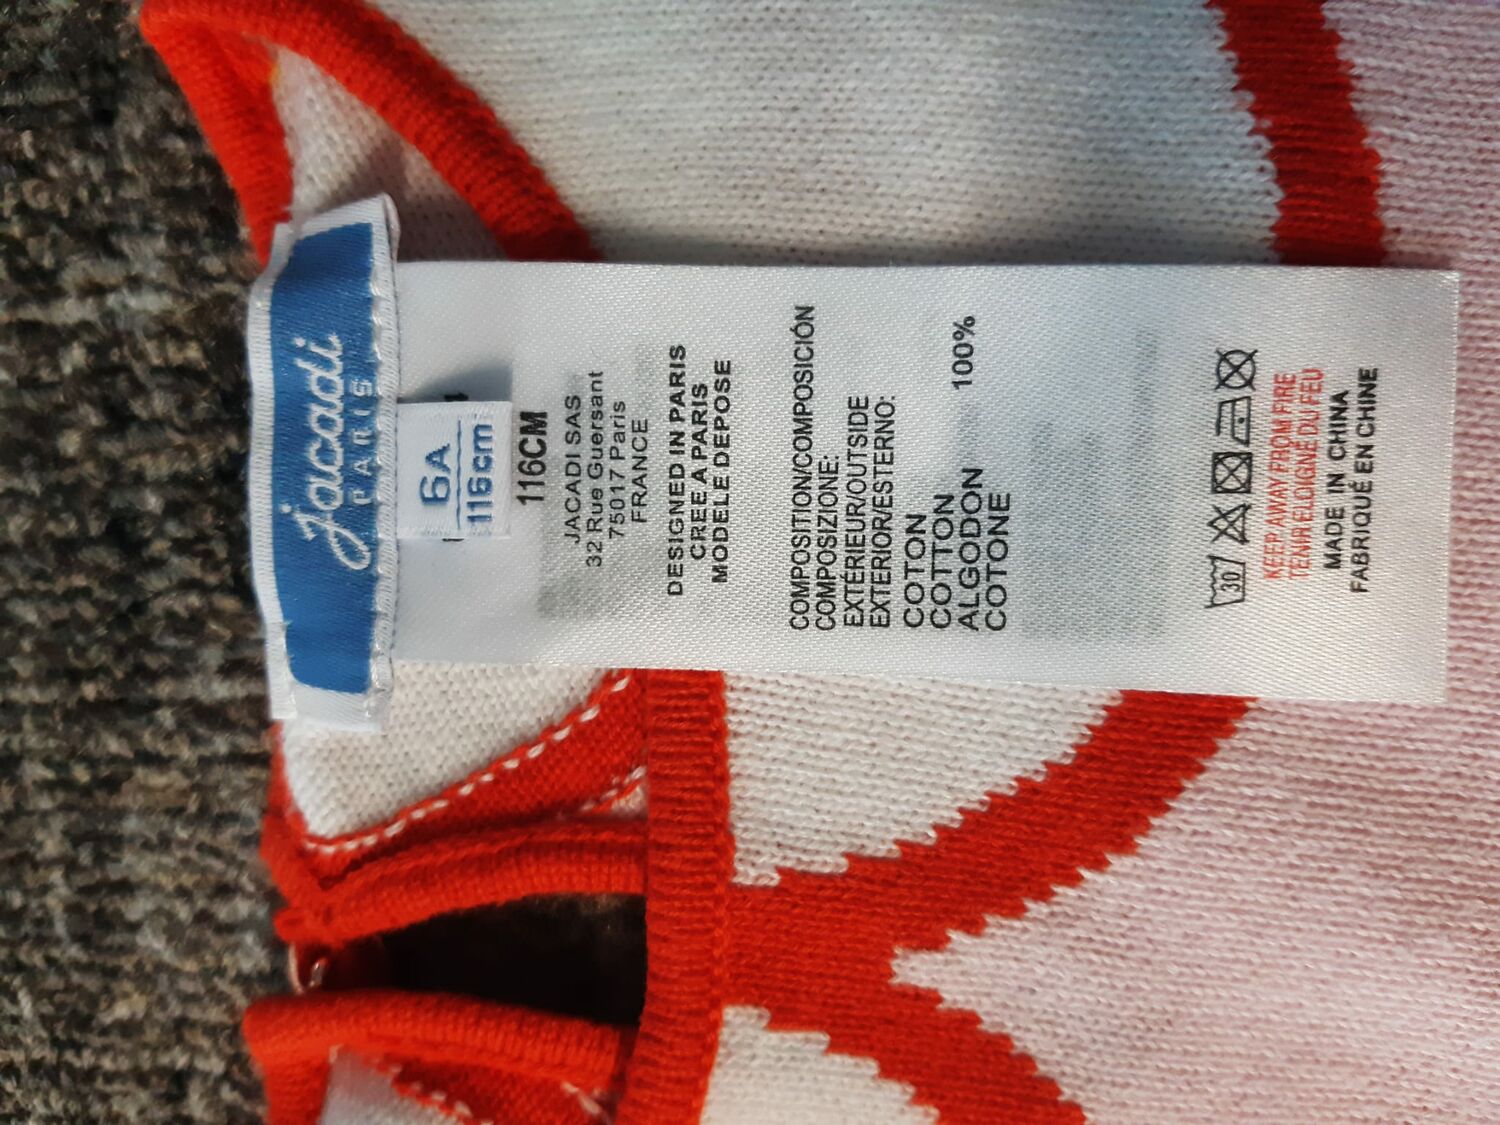 jacadi
PARIS
6A
116cm
116CM
JACADI SAS
32 Rue Guersant
75017 Paris
FRANCE
DESIGNED IN PARIS
CREE A PARIS
MODELE DEPOSE
COMPOSITION/COMPOSICIÓN
COMPOSIZIONE:
EXTÉRIEUR/OUTSIDE
EXTERIOR/ESTERNO:
COTON 100%
COTTON
ALGODON
COTONE
30
KEEP AWAY FROM FIRE
TENIR ELOIGNÉ DU FEU
MADE IN CHINA
FABRIQUÉ EN CHINE